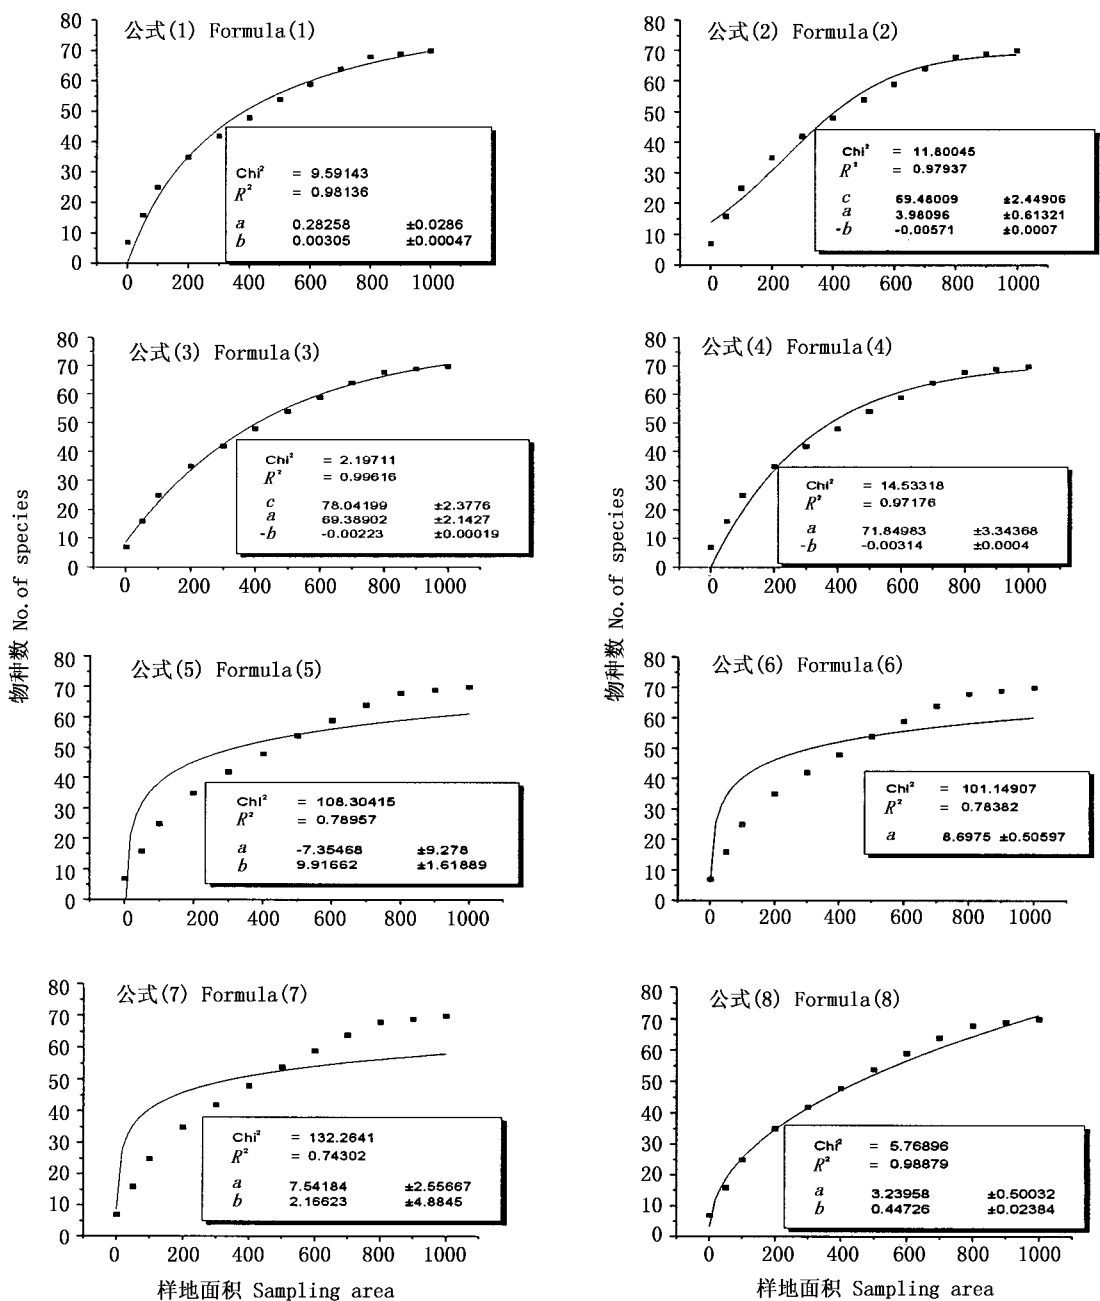 公式(1) Formula(1)
80
70
60
50
40
30
20
10
0
Chi² = 9.59143
R² = 0.98136
a 0.28258 ±0.0286
b 0.00305 ±0.00047
0 200 400 600 800 1000
公式(2) Formula(2)
80
70
60
50
40
30
20
10
0
Chi² = 11.80045
R² = 0.97937
c 69.48009 ±2.44906
a 3.98096 ±0.61321
-b -0.00571 ±0.0007
0 200 400 600 800 1000
公式(3) Formula(3)
80
70
60
50
40
30
20
10
0
Chi² = 2.19711
R² = 0.99616
c 78.04199 ±2.3776
a 69.38902 ±2.1427
-b -0.00223 ±0.00019
0 200 400 600 800 1000
公式(4) Formula(4)
80
70
60
50
40
30
20
10
0
Chi² = 14.53318
R² = 0.97176
a 71.84983 ±3.34368
-b -0.00314 ±0.0004
0 200 400 600 800 1000
物种数 No. of species
物种数 No. of species
公式(5) Formula(5)
80
70
60
50
40
30
20
10
0
Chi² = 108.30415
R² = 0.78957
a -7.35468 ±9.278
b 9.91662 ±1.61889
0 200 400 600 800 1000
公式(6) Formula(6)
80
70
60
50
40
30
20
10
0
Chi² = 101.14907
R² = 0.78382
a 8.6975 ±0.50597
0 200 400 600 800 1000
公式(7) Formula(7)
80
70
60
50
40
30
20
10
0
Chi² = 132.2641
R² = 0.74302
a 7.54184 ±2.55667
b 2.16623 ±4.8845
0 200 400 600 800 1000
样地面积 Sampling area
公式(8) Formula(8)
80
70
60
50
40
30
20
10
0
Chi² = 5.76896
R² = 0.98879
a 3.23958 ±0.50032
b 0.44726 ±0.02384
0 200 400 600 800 1000
样地面积 Sampling area